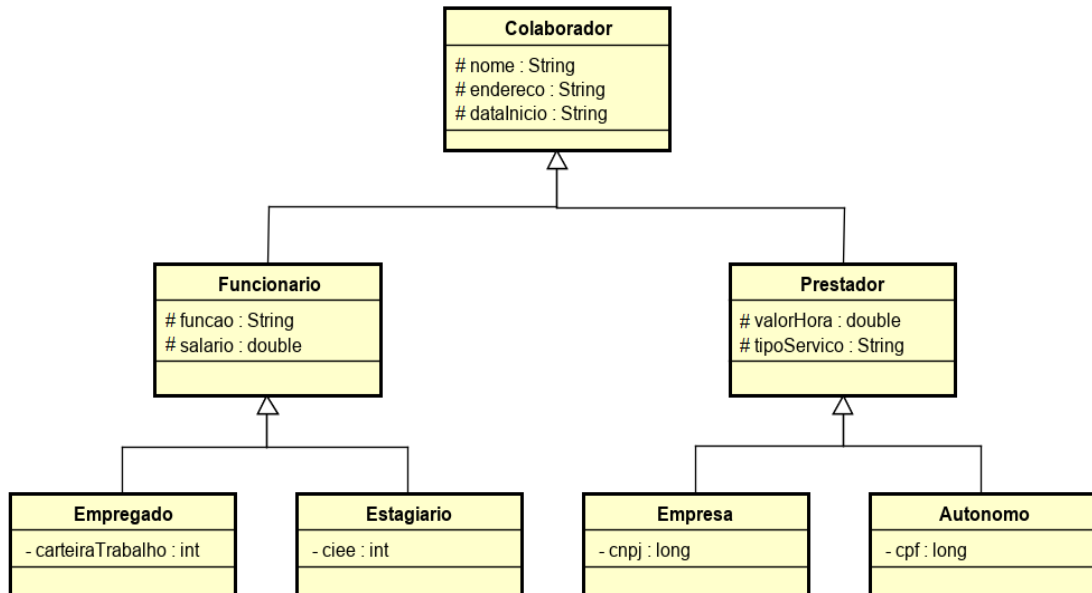 Colaborador
# nome : String
# endereco : String
# dataInicio : String
Funcionario
# funcao : String
# salario : double
Prestador
# valorHora : double
# tipoServico : String
Empregado
- carteiraTrabalho : int
Estagiario
- ciee : int
Empresa
- cnpj : long
Autonomo
- cpf : long